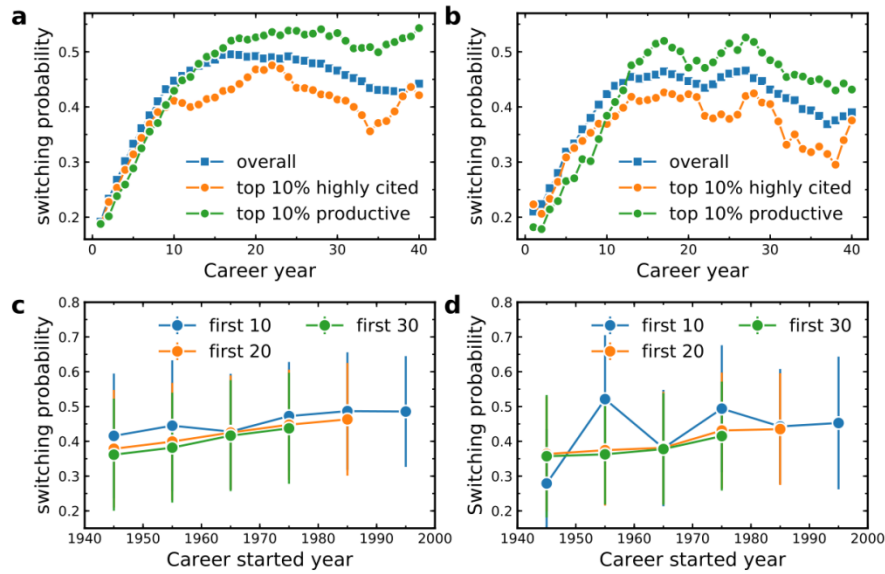 a
switching probability
0.5
0.4
0.3
0.2
overall
top 10% highly cited
top 10% productive
0 10 20 30 40
Career year
b
switching probability
0.5
0.4
0.3
0.2
overall
top 10% highly cited
top 10% productive
0 10 20 30 40
Career year
c
switching probability
0.8
0.7
0.6
0.5
0.4
0.3
0.2
first 10 first 30
first 20
1940 1950 1960 1970 1980 1990 2000
Career started year
d
Switching probability
0.8
0.7
0.6
0.5
0.4
0.3
0.2
first 10 first 30
first 20
1940 1950 1960 1970 1980 1990 2000
Career started year